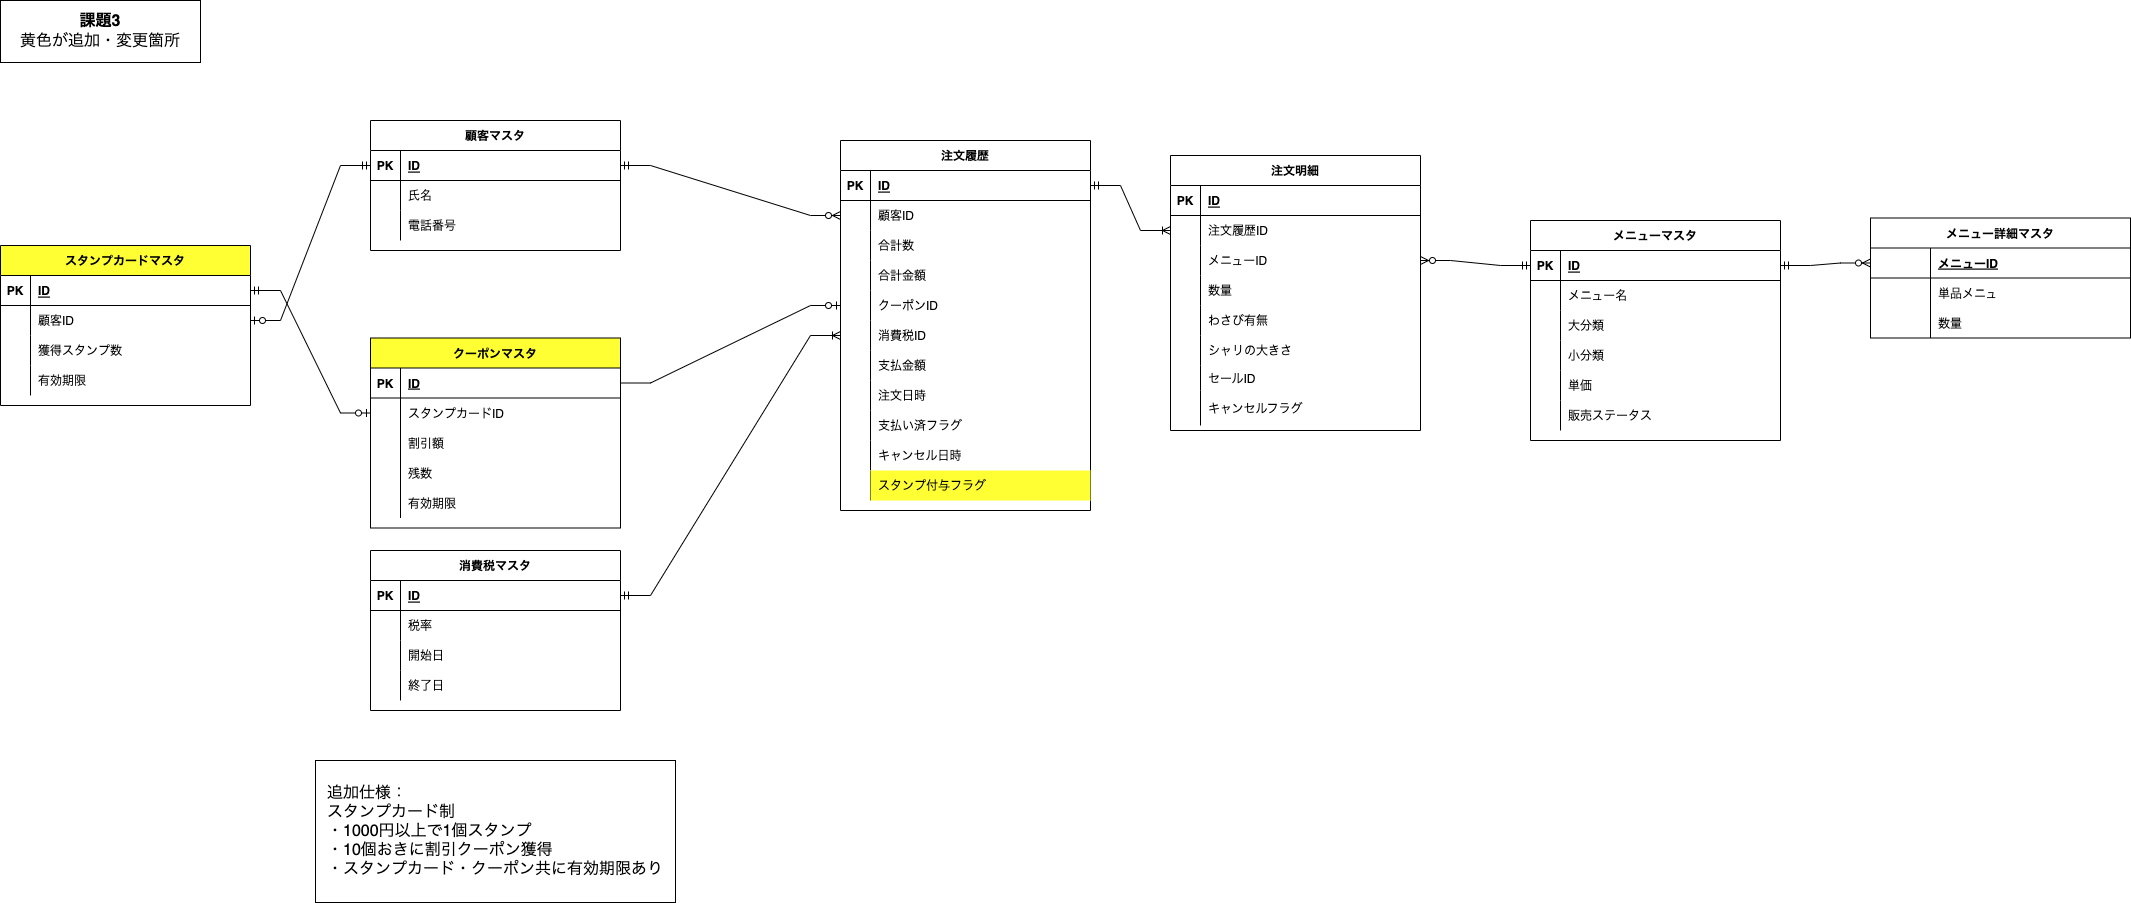 課題3
黄色が追加・変更箇所
スタンプカードマスタ
PK ID
顧客ID
獲得スタンプ数
有効期限
顧客マスタ
PK ID
氏名
電話番号
クーポンマスタ
PK ID
スタンプカードID
割引額
残数
有効期限
消費税マスタ
PK ID
税率
開始日
終了日
注文履歴
PK ID
顧客ID
合計数
合計金額
クーポンID
消費税ID
支払金額
注文日時
支払い済フラグ
キャンセル日時
スタンプ付与フラグ
注文明細
PK ID
注文履歴ID
メニューID
数量
わさび有無
シャリの大きさ
セールID
キャンセルフラグ
メニューマスタ
PK ID
メニュー名
大分類
小分類
単価
販売ステータス
メニュー詳細マスタ
メニューID
単品メニュ
数量
追加仕様：
スタンプカード制
・1000円以上で1個スタンプ
・10個おきに割引クーポン獲得
・スタンプカード・クーポン共に有効期限あり